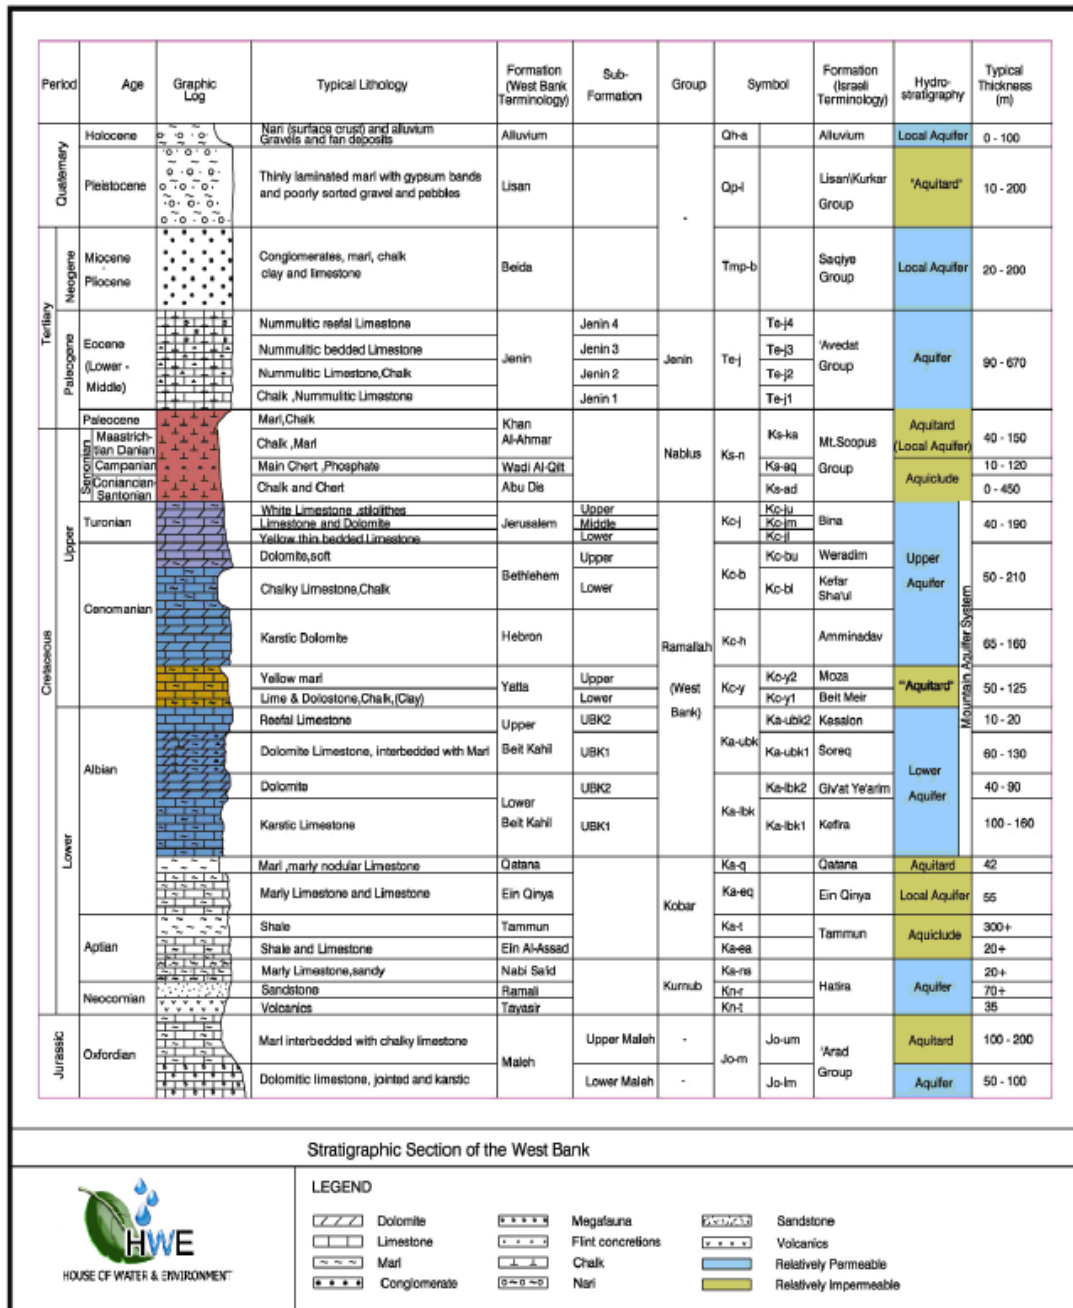 Period Age Graphic Log Typical Lithology Formation (West Bank Terminology) Sub-Formation Group Symbol Formation (Israeli Terminology) Hydro-stratigraphy Typical Thickness (m)
Quaternary
Holocene Nari (surface crust) and alluvium Gravels and fan deposits Alluvium Qh-a Alluvium Local Aquifer 0 - 100
Pleistocene Thinly laminated marl with gypsum bands and poorly sorted gravel and pebbles Lisan - Qp-l Lisan\Kurkar Group "Aquitard" 10 - 200
Tertiary
Neogene
Miocene - Pliocene Conglomerates, marl, chalk clay and limestone Beida Tmp-b Saqiye Group Local Aquifer 20 - 200
Paleogene
Eocene (Lower - Middle) Jenin Jenin Te-j 'Avedat Group Aquifer 90 - 670
Nummulitic reefal Limestone Jenin 4 Te-j4
Nummulitic bedded Limestone Jenin 3 Te-j3
Nummulitic Limestone,Chalk Jenin 2 Te-j2
Chalk ,Nummulitic Limestone Jenin 1 Te-j1
Paleocene Marl,Chalk Khan Al-Ahmar Nablus Ks-n Ks-ka Mt.Scopus Group Aquitard (Local Aquifer) 40 - 150
Cretaceous
Upper
Senonian
Maastrich-tian Danian Chalk ,Marl
Campanian Main Chert ,Phosphate Wadi Al-Qilt Ks-aq Aquiclude 10 - 120
Coniancian-Santonian Chalk and Chert Abu Dis Ks-ad 0 - 450
Turonian Jerusalem Kc-j Bina 40 - 190
White Limestone ,stilolithes Upper Kc-ju
Limestone and Dolomite Middle Kc-jm
Yellow thin bedded Limestone Lower Kc-jl
Upper Aquifer
Mountain Aquifer System
Ramallah (West Bank)
Cenomanian
Dolomite,soft Bethlehem Upper Kc-b Kc-bu Weradim 50 - 210
Chalky Limestone,Chalk Lower Kc-bl Kefar Sha'ul
Karstic Dolomite Hebron Kc-h Amminadav 65 - 160
Yellow marl Yatta Upper Kc-y Kc-y2 Moza "'Aquitard" 50 - 125
Lime & Dolostone,Chalk,(Clay) Lower Kc-y1 Beit Meir
Lower
Albian
Reefal Limestone Upper Beit Kahil UBK2 Ka-ubk Ka-ubk2 Kesalon Lower Aquifer 10 - 20
Dolomite Limestone, interbedded with Marl UBK1 Ka-ubk1 Soreq 60 - 130
Dolomite Lower Beit Kahil UBK2 Ka-lbk Ka-lbk2 Giv'at Ye'arim 40 - 90
Karstic Limestone UBK1 Ka-lbk1 Kefira 100 - 160
Marl ,marly nodular Limestone Qatana Kobar Ka-q Qatana Aquitard 42
Marly Limestone and Limestone Ein Qinya Ka-eq Ein Qinya Local Aquifer 55
Aptian
Shale Tammun Ka-t Tammun Aquiclude 300+
Shale and Limestone Ein Al-Assad Ka-ea 20+
Marly Limestone,sandy Nabi Sa'id Kurnub Ka-ns Hatira Aquifer 20+
Neocomian
Sandstone Ramali Kn-r 70+
Volcanics Tayasir Kn-t 35
Jurassic
Oxfordian
Marl interbedded with chalky limestone Maleh Upper Maleh - Jo-m Jo-um 'Arad Group Aquitard 100 - 200
Dolomitic limestone, jointed and karstic Lower Maleh - Jo-lm Aquifer 50 - 100
Stratigraphic Section of the West Bank
HWE
HOUSE OF WATER & ENVIRONMENT
LEGEND
Dolomite Megafauna Sandstone
Limestone Flint concretions Volcanics
Marl Chalk Relatively Permeable
Conglomerate Nari Relatively Impermeable